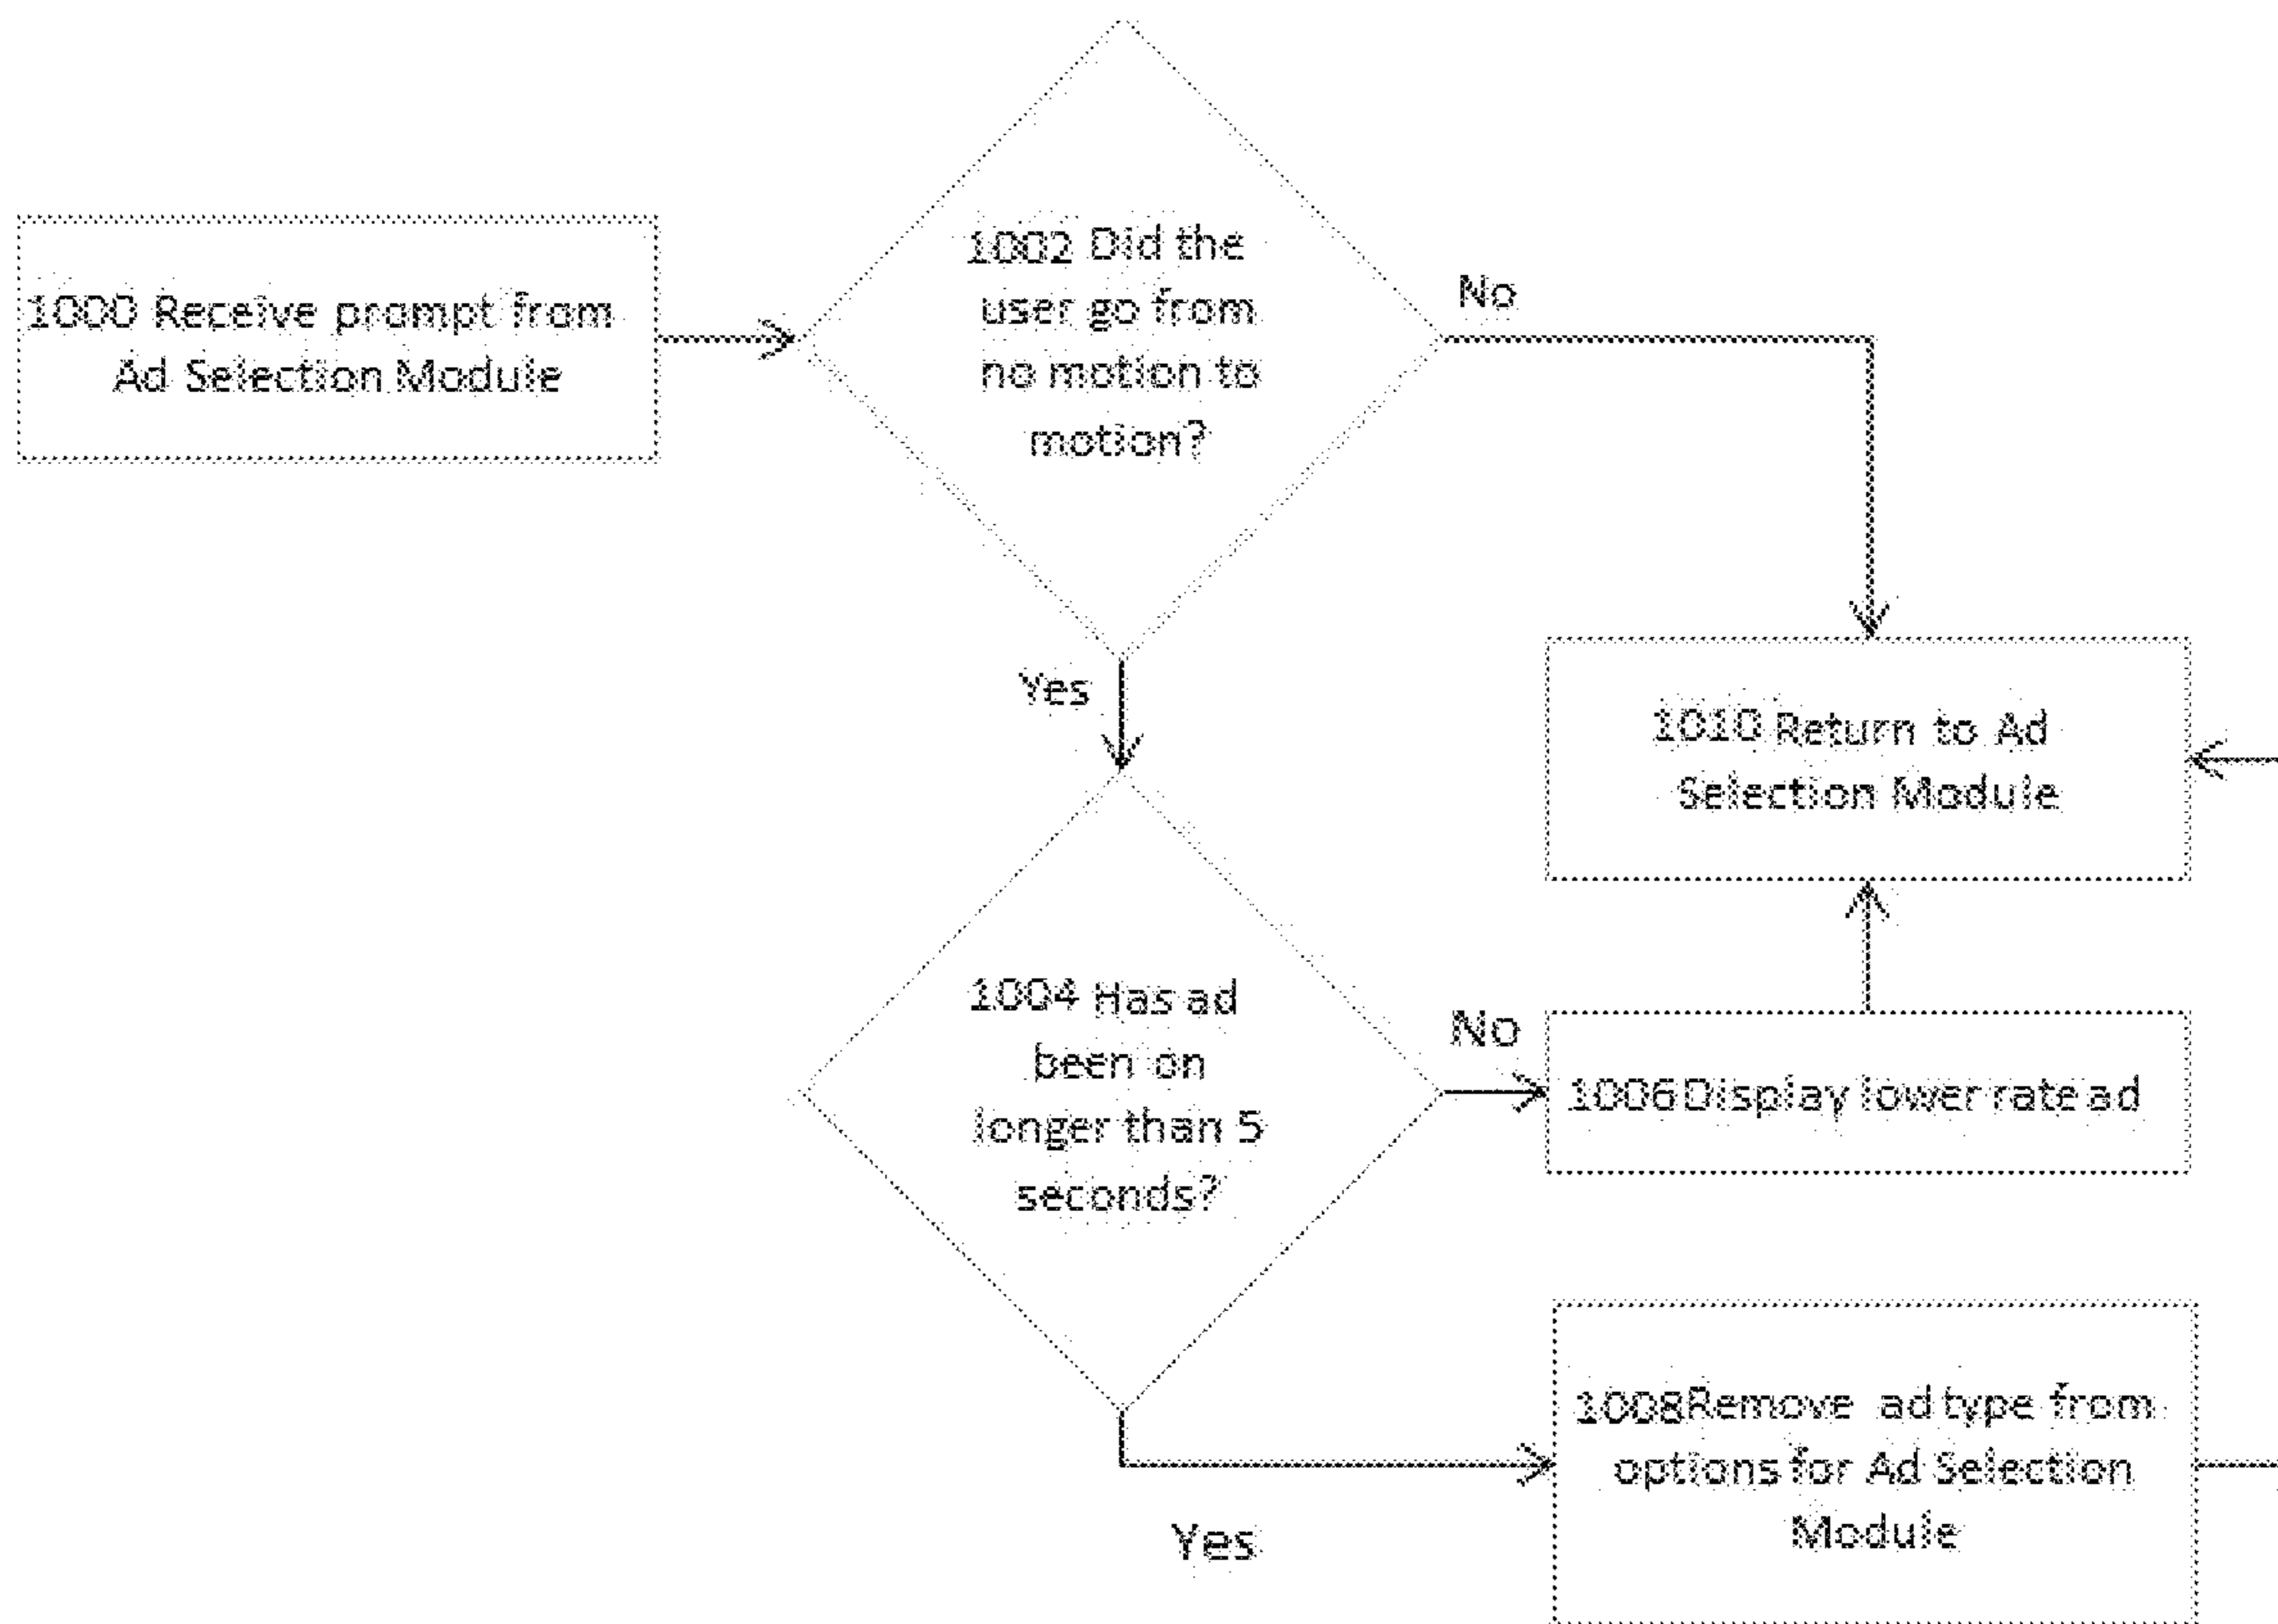 1000 Receive prompt from
Ad Selection Module
1002 Did the
user go from
no motion to
motion?
No
Yes
1010 Return to Ad
Selection Module
1004 Has ad
been on
longer than 5
seconds?
No
1006 Display lower rate ad
Yes
1008 Remove ad type from
options for Ad Selection
Module